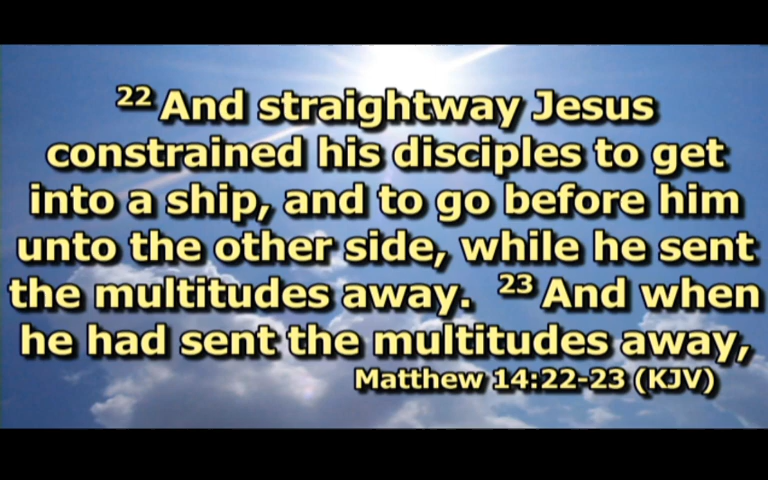 22 And straightway Jesus
constrained his disciples to get
into a ship, and to go before him
unto the other side, while he sent
the multitudes away. 23 And when
he had sent the multitudes away,
Matthew 14:22-23 (KJV)